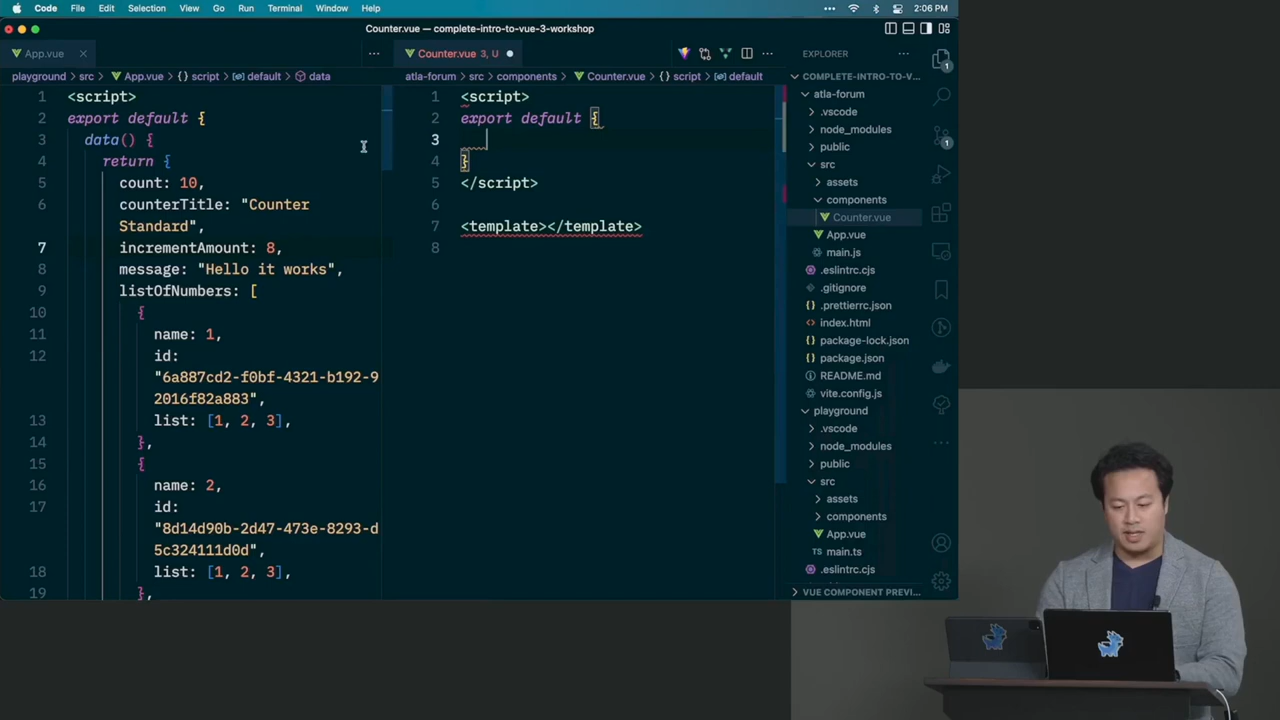 Code File Edit Selection View Go Run Terminal Window Help 2:06 PM
Counter.vue — complete-intro-to-vue-3-workshop
App.vue
playground > src > App.vue > script > default > data
1 <script>
2 export default {
3 data() {
4 return {
5 count: 10,
6 counterTitle: "Counter
Standard",
7 incrementAmount: 8,
8 message: "Hello it works",
9 listOfNumbers: [
10 {
11 name: 1,
12 id:
"6a887cd2-f0bf-4321-b192-9
2016f82a883",
13 list: [1, 2, 3],
14 },
15 {
16 name: 2,
17 id:
"8d14d90b-2d47-473e-8293-d
5c324111d0d",
18 list: [1, 2, 3],
19 },
Counter.vue 3, U
atla-forum > src > components > Counter.vue > script > default
1 <script>
2 export default {
3
4 }
5 </script>
6
7 <template></template>
8
EXPLORER
COMPLETE-INTRO-TO-V...
atla-forum
.vscode
node_modules
public
src
assets
components
Counter.vue
App.vue
main.js
.eslintrc.cjs
.gitignore
.prettierrc.json
index.html
package-lock.json
package.json
README.md
vite.config.js
playground
.vscode
node_modules
public
src
assets
components
App.vue
TS main.ts
.eslintrc.cjs
VUE COMPONENT PREVI...
1
1